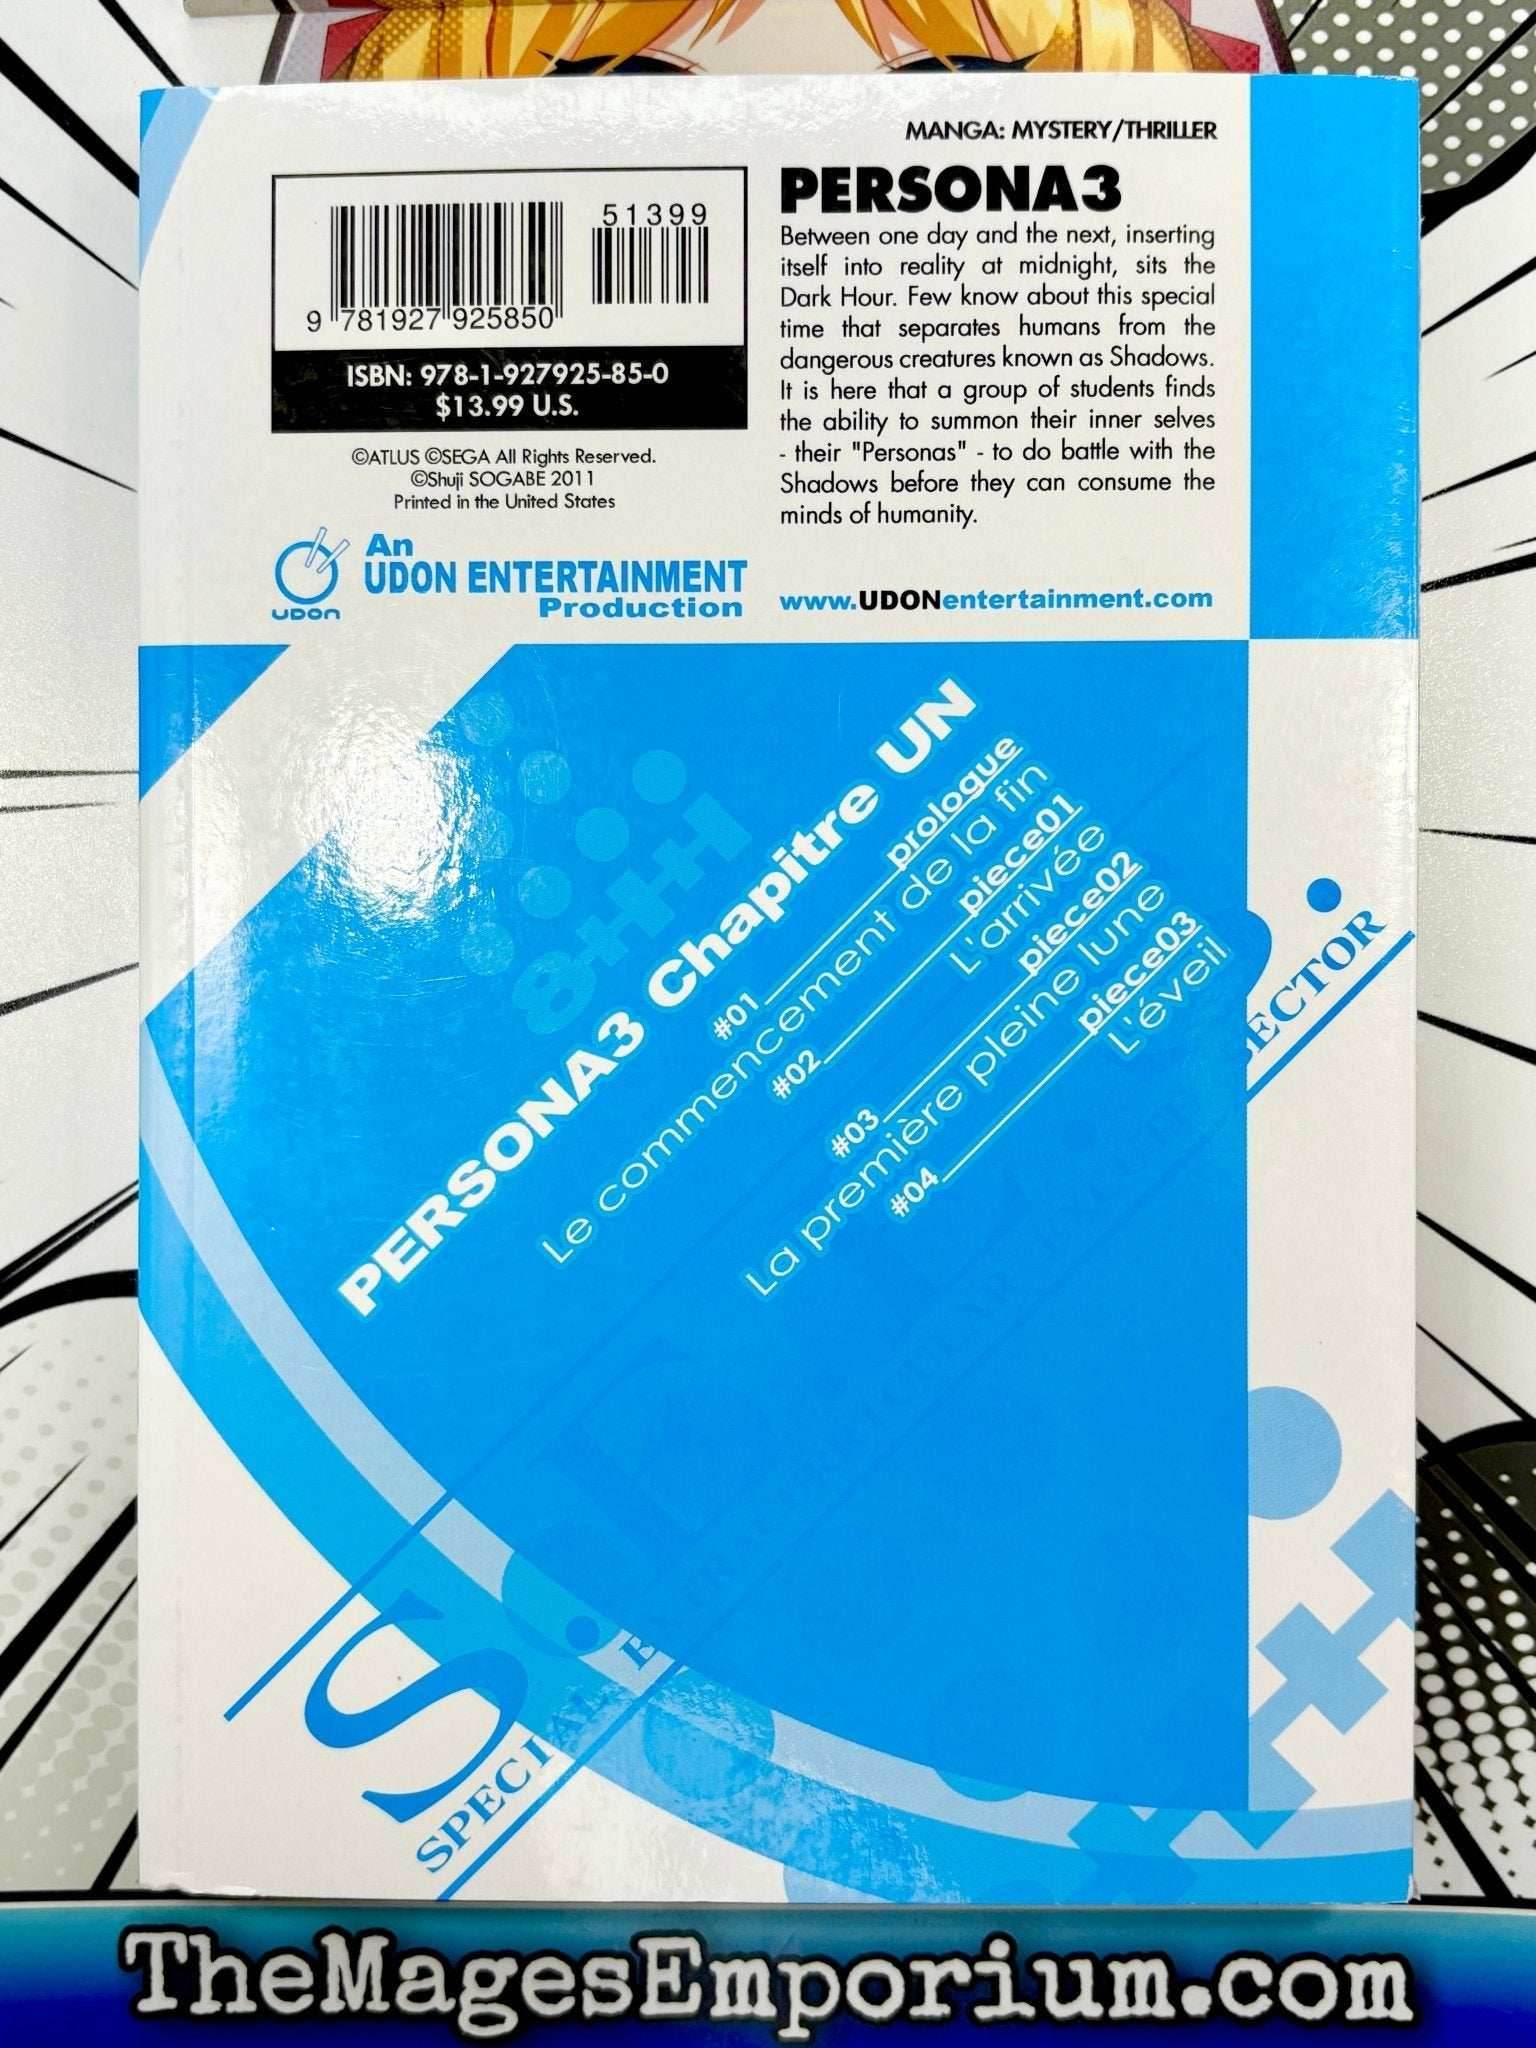 MANGA: MYSTERY/THRILLER
51399
9 781927 925850
ISBN: 978-1-927925-85-0
$13.99 U.S.
©ATLUS ©SEGA All Rights Reserved.
©Shuji SOGABE 2011
Printed in the United States
UDON
An
UDON ENTERTAINMENT
Production
PERSONA3
Between one day and the next, inserting
itself into reality at midnight, sits the
Dark Hour. Few know about this special
time that separates humans from the
dangerous creatures known as Shadows.
It is here that a group of students finds
the ability to summon their inner selves
- their "Personas" - to do battle with the
Shadows before they can consume the
minds of humanity.
www.UDONentertainment.com
PERSONA3 Chapitre UN
#01 prologue
Le commencement de la fin
#02 piece01
L'arrivée
#03 piece02
La première pleine lune
#04 piece03
L'éveil
S.
SPECIAL
ECTOR
TheMagesEmporium.com